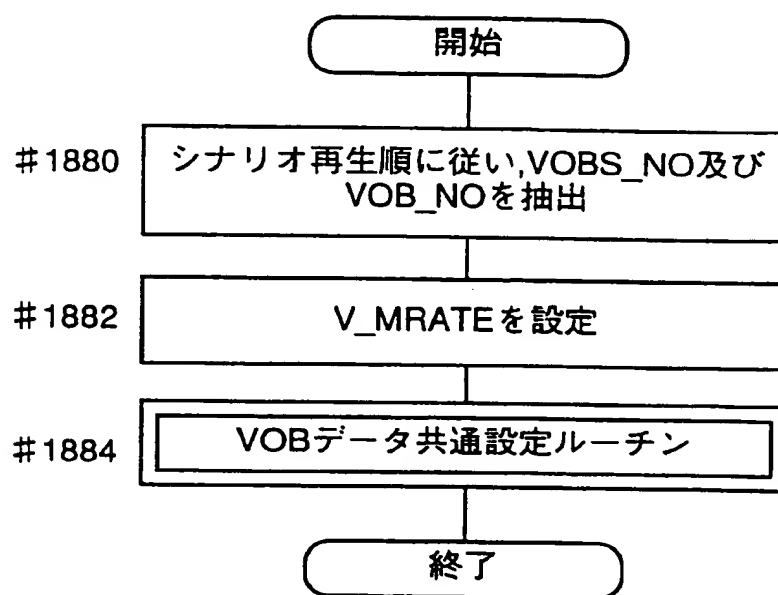 開始
#1880
シナリオ再生順に従い,VOBS_NO及び
VOB_NOを抽出
#1882
V_MRATEを設定
#1884
VOBデータ共通設定ルーチン
終了